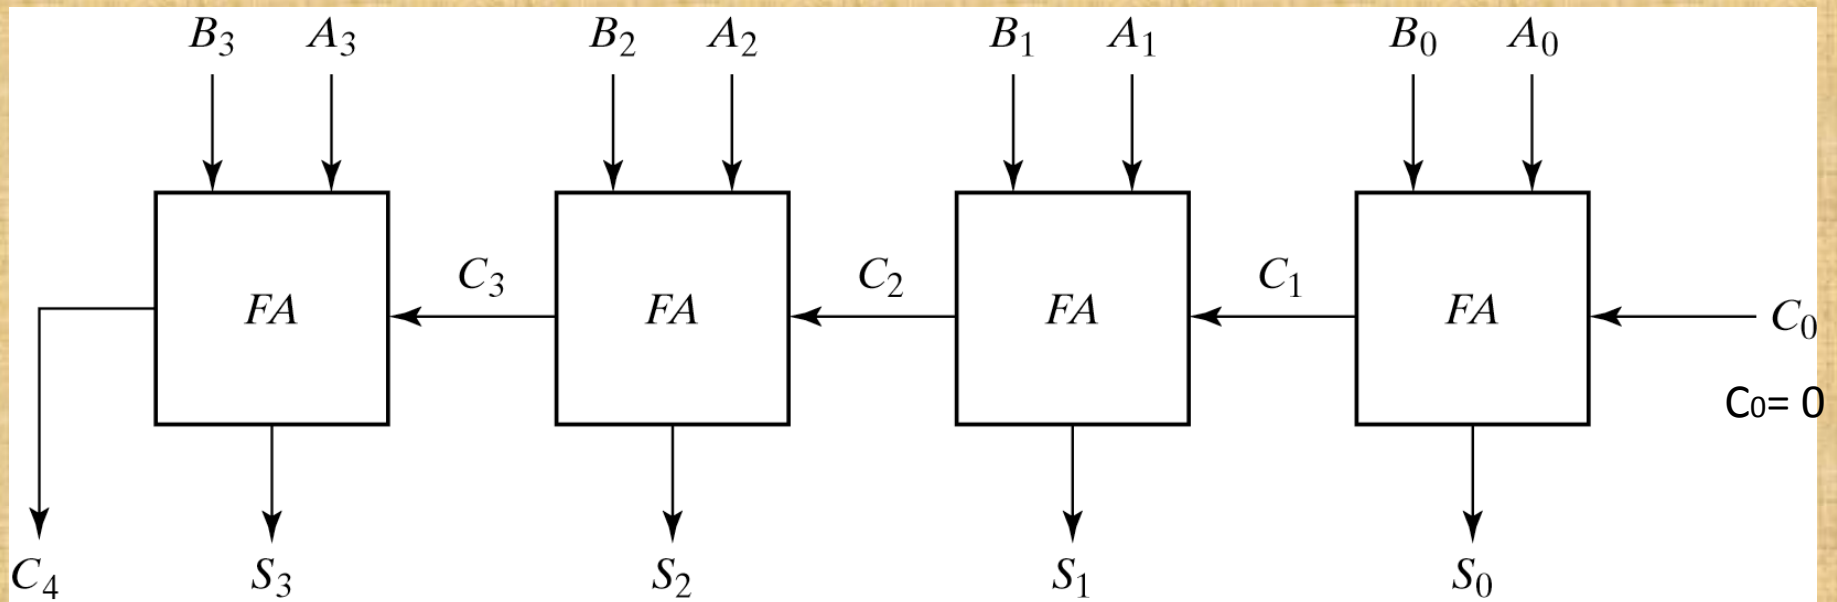 B₃ A₃ B₂ A₂ B₁ A₁ B₀ A₀
C₃ C₂ C₁
FA FA FA FA C₀
C₀= 0
C₄ S₃ S₂ S₁ S₀